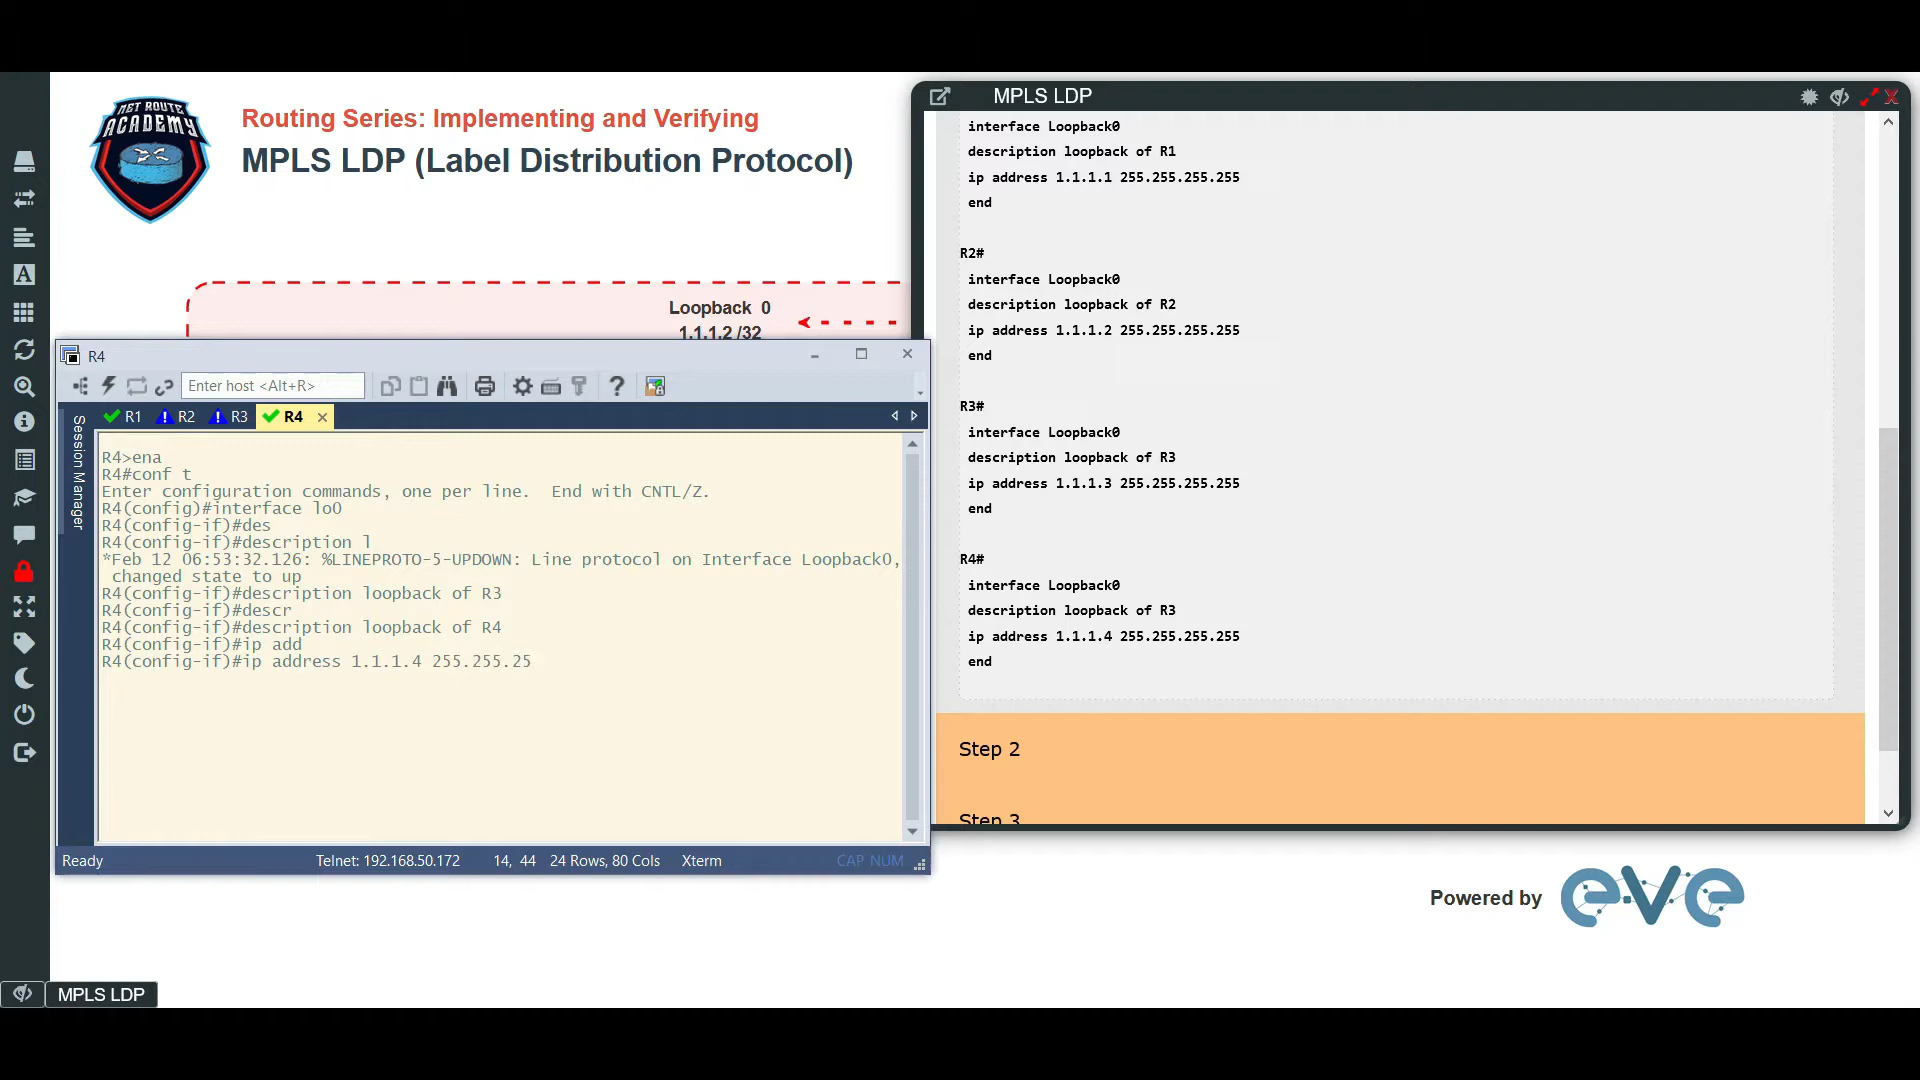 NET ROUTE
ACADEMY
Routing Series: Implementing and Verifying
MPLS LDP (Label Distribution Protocol)
Loopback 0
1.1.1.2 /32
R4
Enter host <Alt+R>
R1
R2
R3
R4
Session Manager
R4>ena
R4#conf t
Enter configuration commands, one per line.  End with CNTL/Z.
R4(config)#interface lo0
R4(config-if)#des
R4(config-if)#description l
*Feb 12 06:53:32.126: %LINEPROTO-5-UPDOWN: Line protocol on Interface Loopback0,
changed state to up
R4(config-if)#description loopback of R3
R4(config-if)#descr
R4(config-if)#description loopback of R4
R4(config-if)#ip add
R4(config-if)#ip address 1.1.1.4 255.255.25
Ready
Telnet: 192.168.50.172
14, 44
24 Rows, 80 Cols
Xterm
CAP NUM
MPLS LDP
interface Loopback0
description loopback of R1
ip address 1.1.1.1 255.255.255.255
end
R2#
interface Loopback0
description loopback of R2
ip address 1.1.1.2 255.255.255.255
end
R3#
interface Loopback0
description loopback of R3
ip address 1.1.1.3 255.255.255.255
end
R4#
interface Loopback0
description loopback of R3
ip address 1.1.1.4 255.255.255.255
end
Step 2
Step 3
Powered by
eve
MPLS LDP